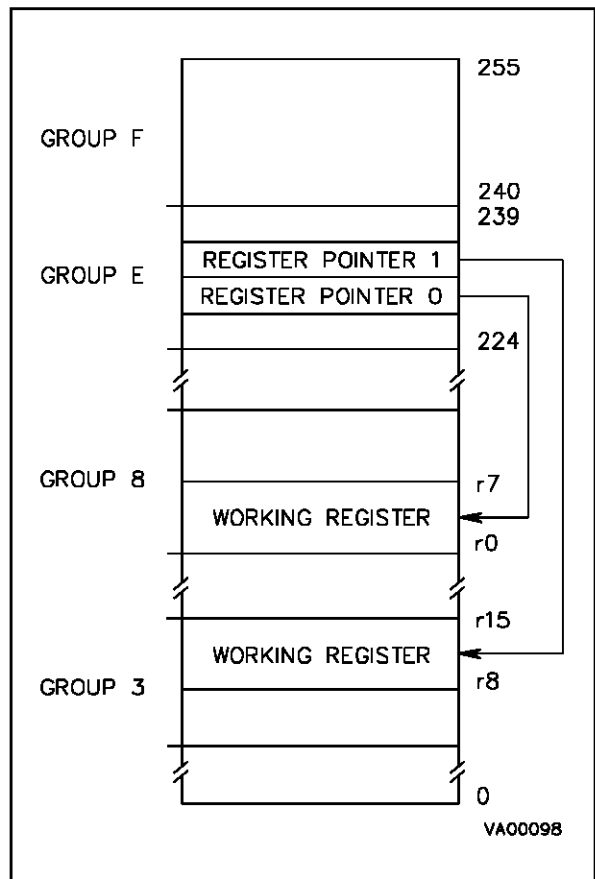 255
GROUP F
240
239
REGISTER POINTER 1
GROUP E
REGISTER POINTER 0
224
GROUP 8
r7
WORKING REGISTER
r0
r15
WORKING REGISTER
GROUP 3
r8
0
VA00098